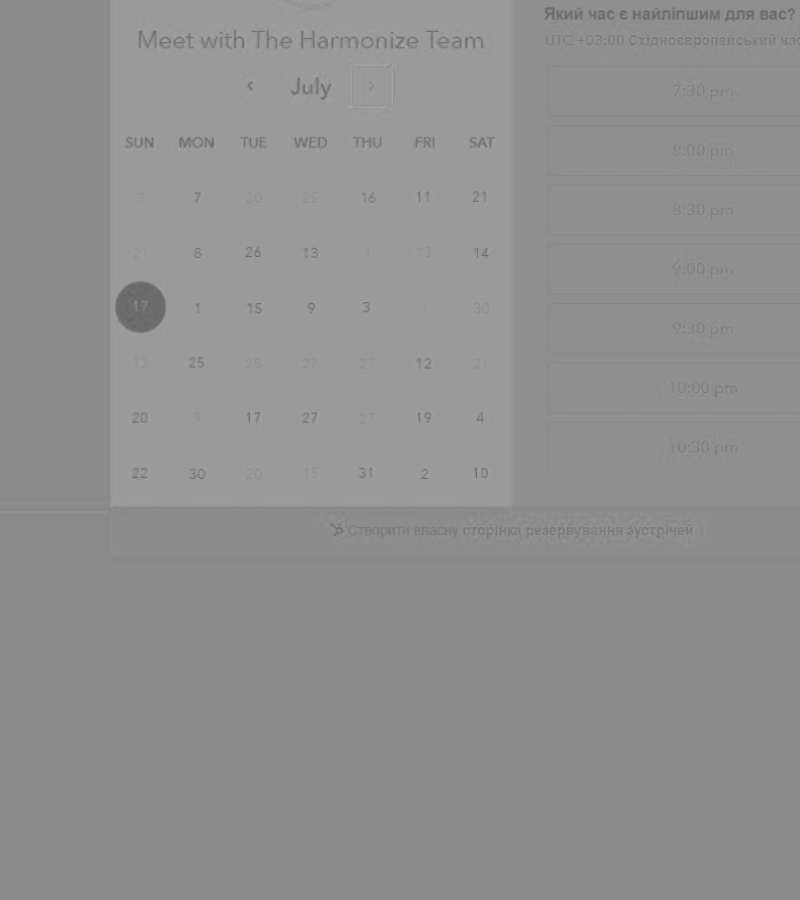 Meet with The Harmonize Team
July
SUN MON TUE WED THU FRI SAT
3 7 20 25 16 11 21
21 8 26 13 1 13 14
17 1 15 9 3 1 30
13 25 25 27 27 12 21
20 9 17 27 27 19 4
22 30 20 15 31 2 10
Який час є найліпшим для вас?
UTC +03:00 Східноєвропейський
7:30 pm
8:00 pm
8:30 pm
9:00 pm
9:30 pm
10:00 pm
10:30 pm
Створити власну сторінка резервування зустрічей